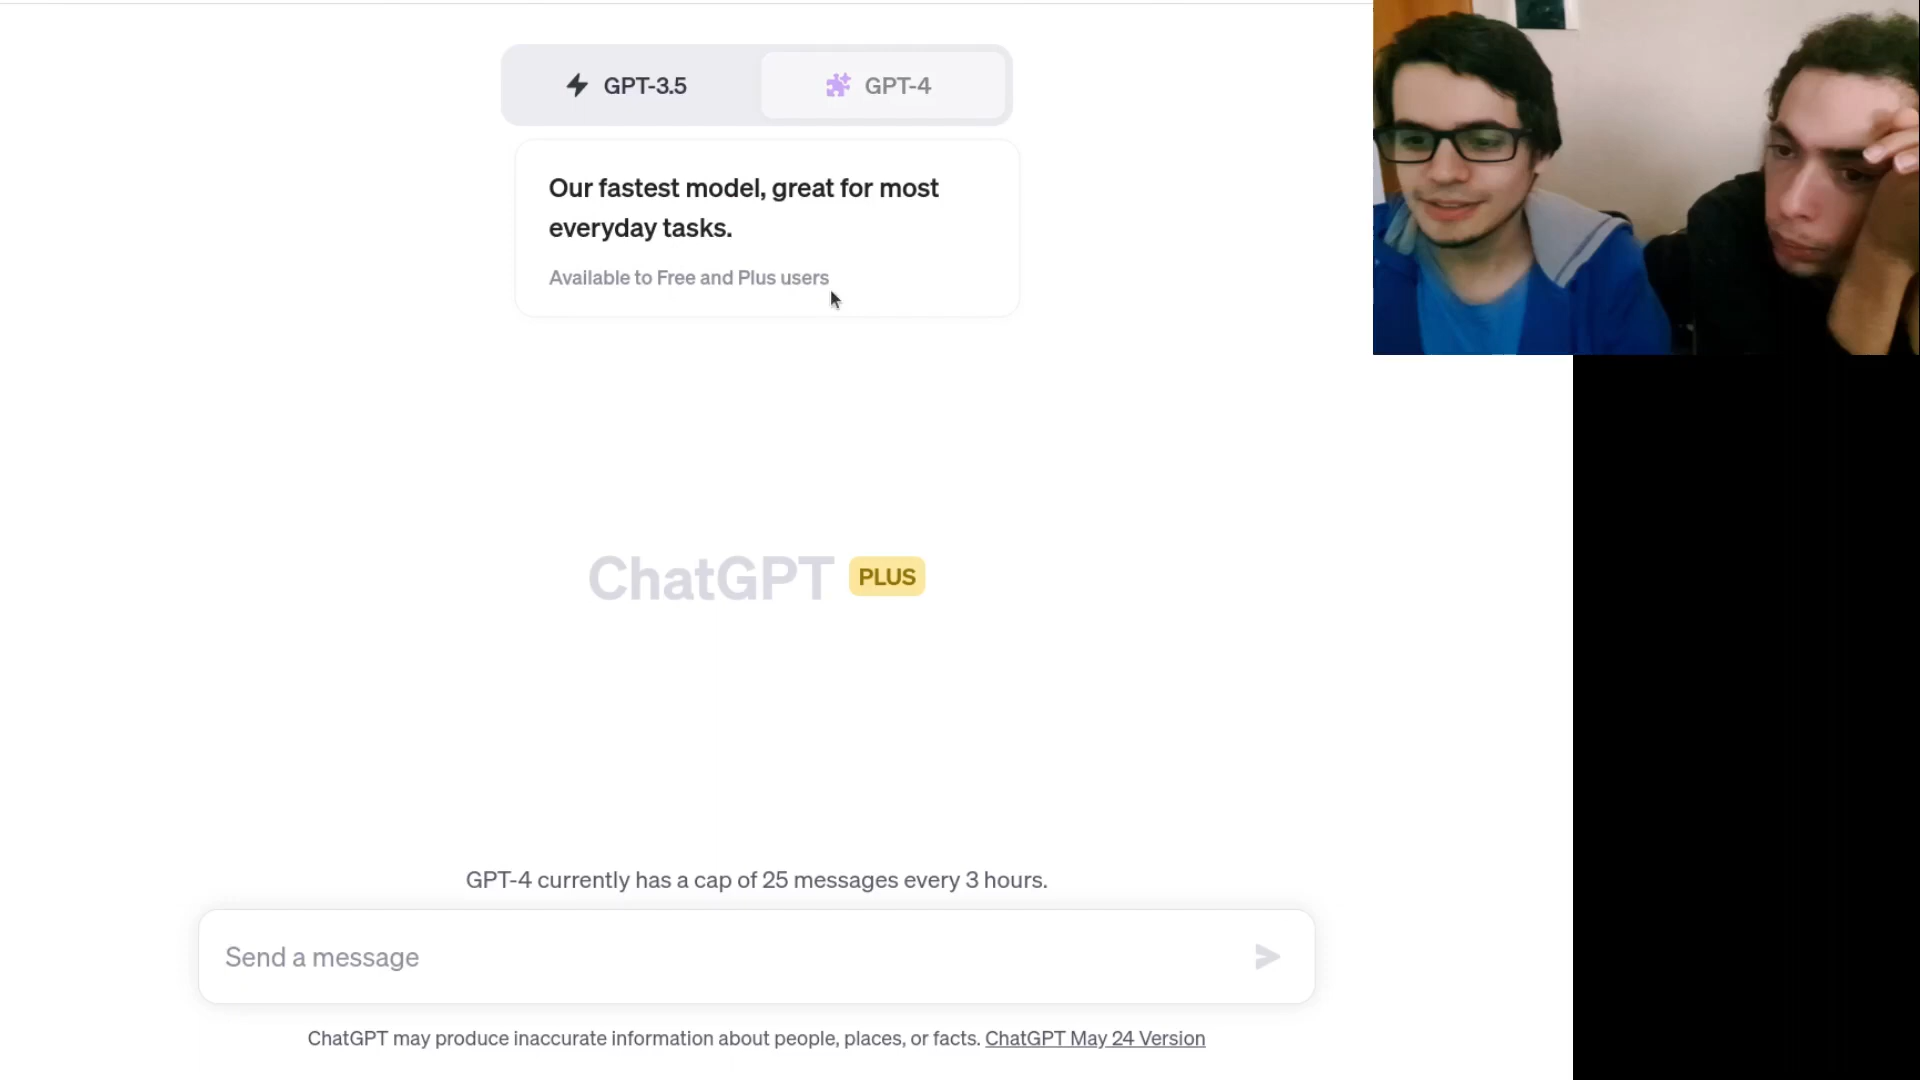 GPT-3.5
GPT-4
Our fastest model, great for most
everyday tasks.
Available to Free and Plus users
ChatGPT PLUS
GPT-4 currently has a cap of 25 messages every 3 hours.
Send a message
ChatGPT may produce inaccurate information about people, places, or facts. ChatGPT May 24 Version